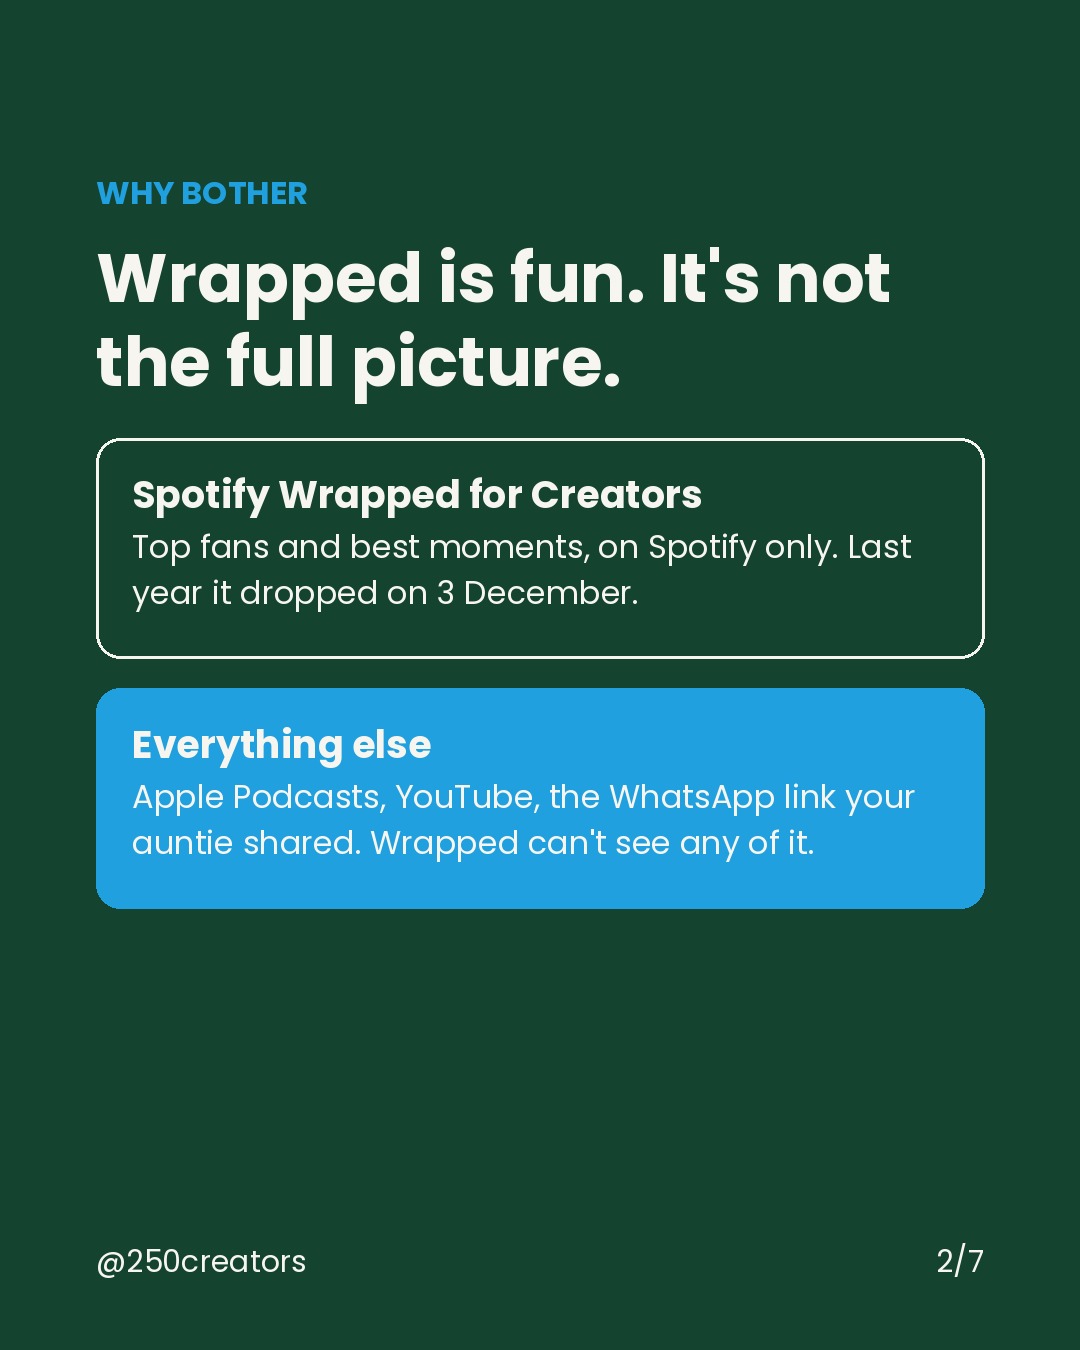 WHY BOTHER
Wrapped is fun. It's not
the full picture.
Spotify Wrapped for Creators
Top fans and best moments, on Spotify only. Last
year it dropped on 3 December.
Everything else
Apple Podcasts, YouTube, the WhatsApp link your
auntie shared. Wrapped can't see any of it.
@250creators
2/7